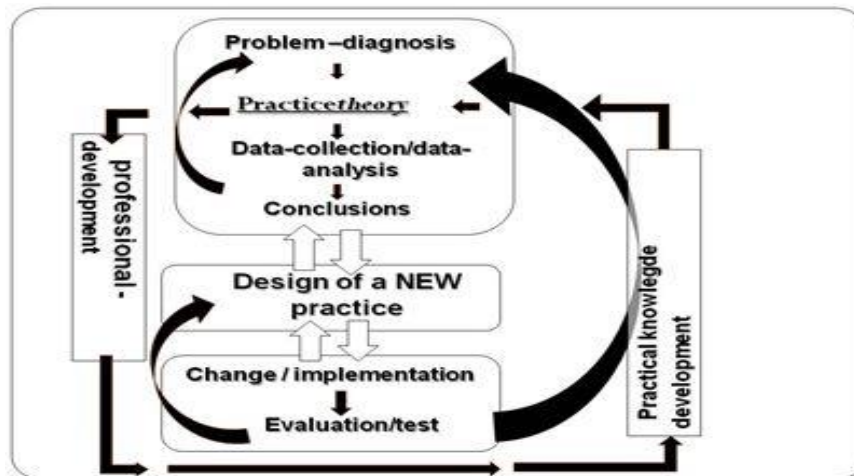 Problem–diagnosis
Practicetheory
Data-collection/data-
analysis
Conclusions
Design of a NEW
practice
Change / implementation
Evaluation/test
professional-
development
Practical knowlegde
development